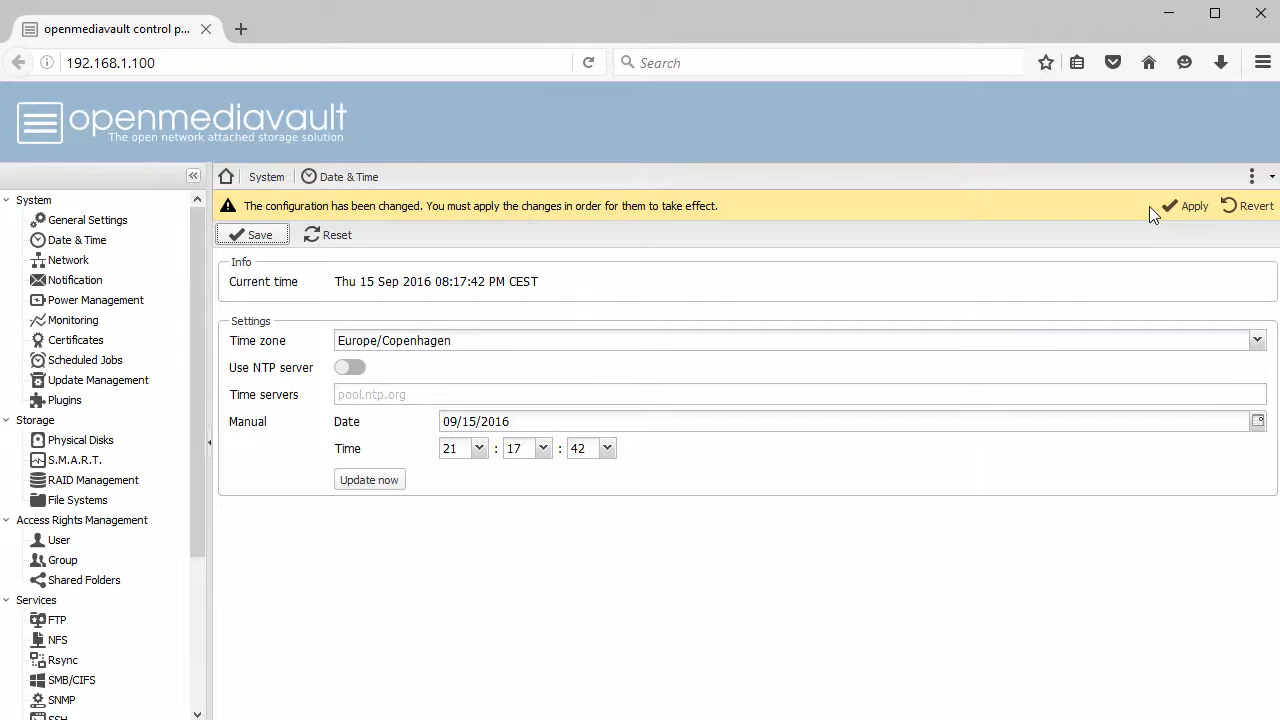 openmediavault control p...
192.168.1.100
Search
openmediavault
The open network attached storage solution
System
Date & Time
The configuration has been changed. You must apply the changes in order for them to take effect.
Apply
Revert
Save
Reset
System
General Settings
Date & Time
Network
Notification
Power Management
Monitoring
Certificates
Scheduled Jobs
Update Management
Plugins
Storage
Physical Disks
S.M.A.R.T.
RAID Management
File Systems
Access Rights Management
User
Group
Shared Folders
Services
FTP
NFS
Rsync
SMB/CIFS
SNMP
SSH
Info
Current time Thu 15 Sep 2016 08:17:42 PM CEST
Settings
Time zone Europe/Copenhagen
Use NTP server
Time servers pool.ntp.org
Manual Date 09/15/2016
Time 21 : 17 : 42
Update now